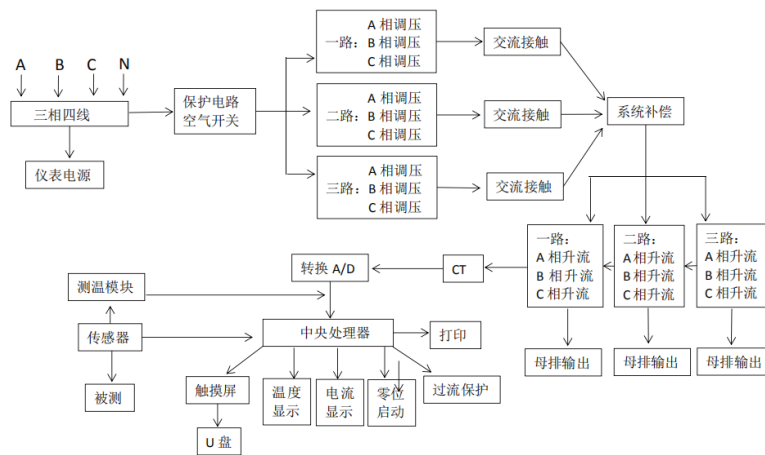 A B C N
三相四线
仪表电源
保护电路
空气开关
A 相调压
一路：B 相调压
C 相调压
交流接触
A 相调压
二路：B 相调压
C 相调压
交流接触
A 相调压
三路：B 相调压
C 相调压
交流接触
系统补偿
一路：
A 相升流
B 相升流
C 相升流
二路：
A 相升流
B 相升流
C 相升流
三路：
A 相升流
B 相升流
C 相升流
母排输出
母排输出
母排输出
CT
转换 A/D
测温模块
传感器
被测
中央处理器
打印
触摸屏
U 盘
温度
显示
电流
显示
零位
启动
过流保护